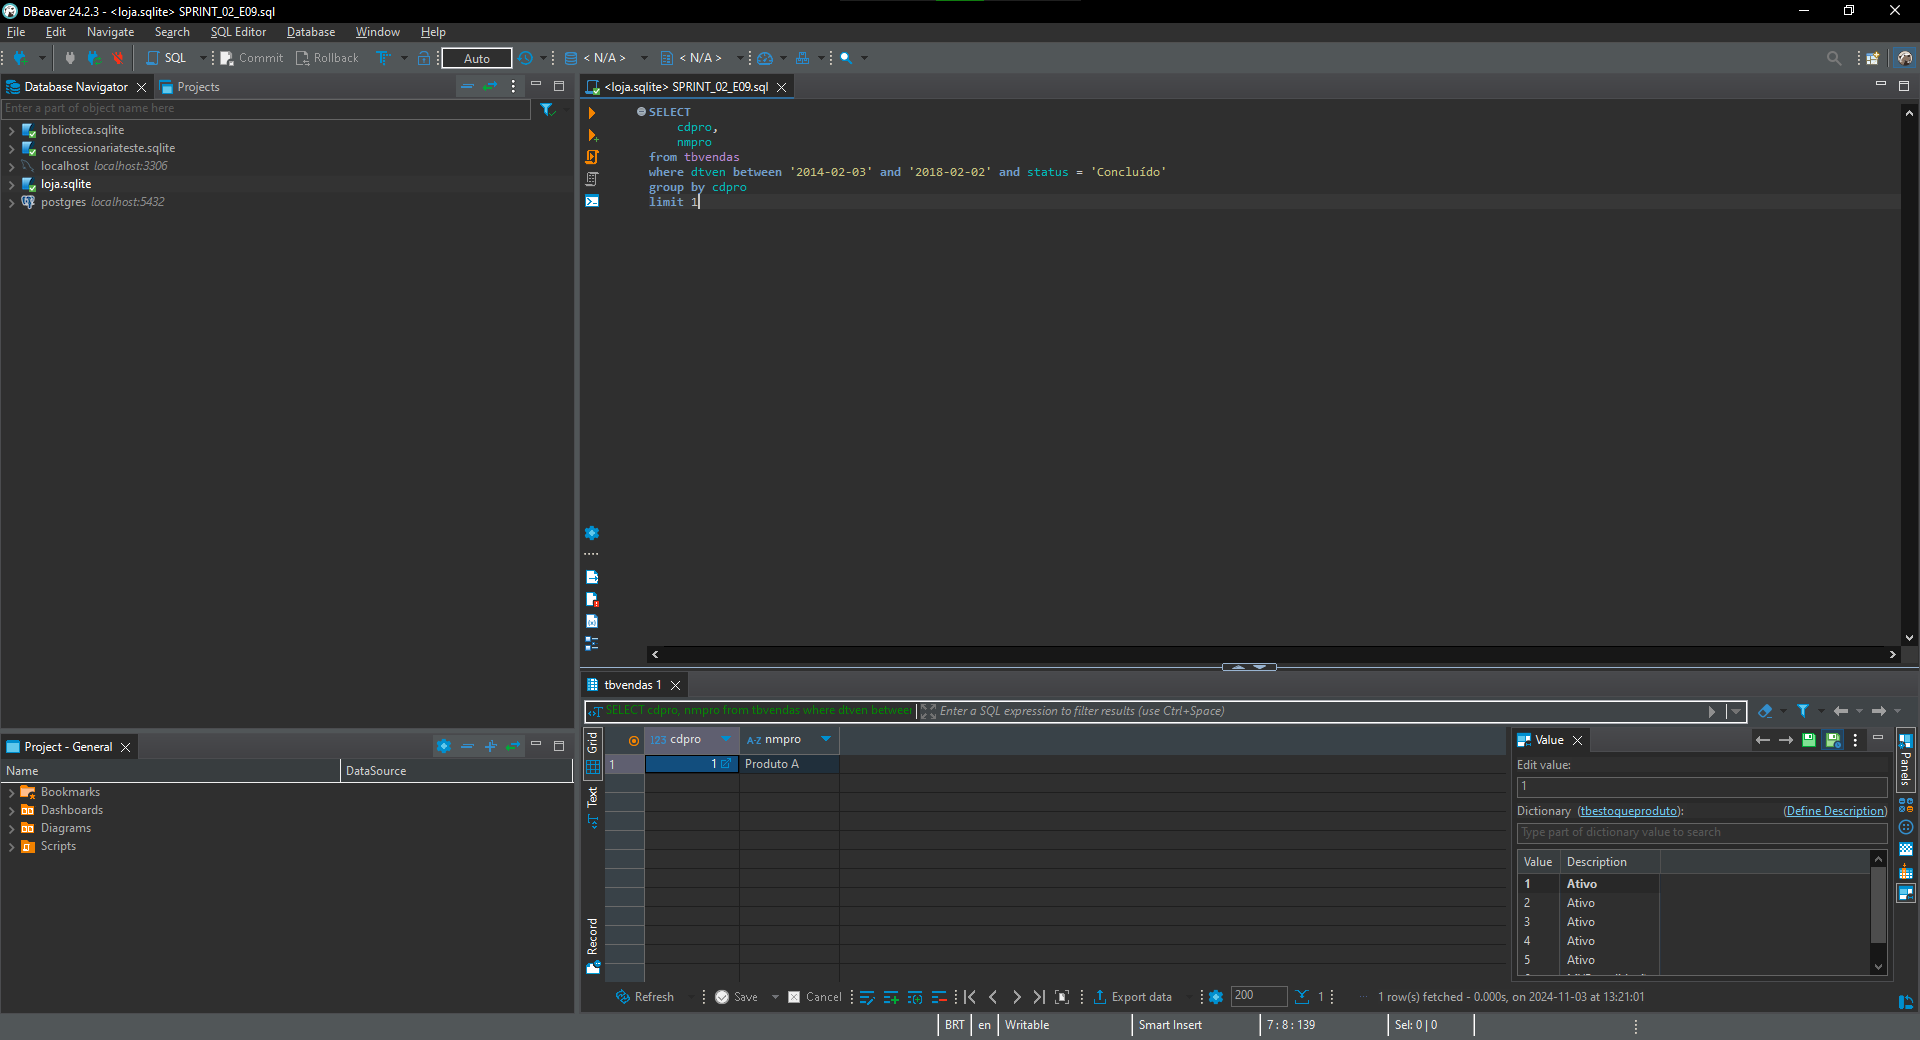 DBeaver 24.2.3 - <loja.sqlite> SPRINT_02_E09.sql
File Edit Navigate Search SQL Editor Database Window Help
SQL Commit Rollback Auto < N/A > < N/A >
Database Navigator Projects
Enter a part of object name here
biblioteca.sqlite
concessionariateste.sqlite
localhost localhost:3306
loja.sqlite
postgres localhost:5432
<loja.sqlite> SPRINT_02_E09.sql
SELECT
cdpro,
nmpro
from tbvendas
where dtven between '2014-02-03' and '2018-02-02' and status = 'Concluído'
group by cdpro
limit 1
Project - General
Name DataSource
Bookmarks
Dashboards
Diagrams
Scripts
tbvendas 1
SELECT cdpro, nmpro from tbvendas where dtven between
Enter a SQL expression to filter results (use Ctrl+Space)
Grid
Text
Record
123 cdpro A-Z nmpro
1 1 Produto A
Value
Edit value:
1
Dictionary (tbestoqueproduto): (Define Description)
Type part of dictionary value to search
Value Description
1 Ativo
2 Ativo
3 Ativo
4 Ativo
5 Ativo
Panels
Refresh Save Cancel Export data 200 1 1 row(s) fetched - 0.000s, on 2024-11-03 at 13:21:01
BRT en Writable Smart Insert 7 : 8 : 139 Sel: 0 | 0